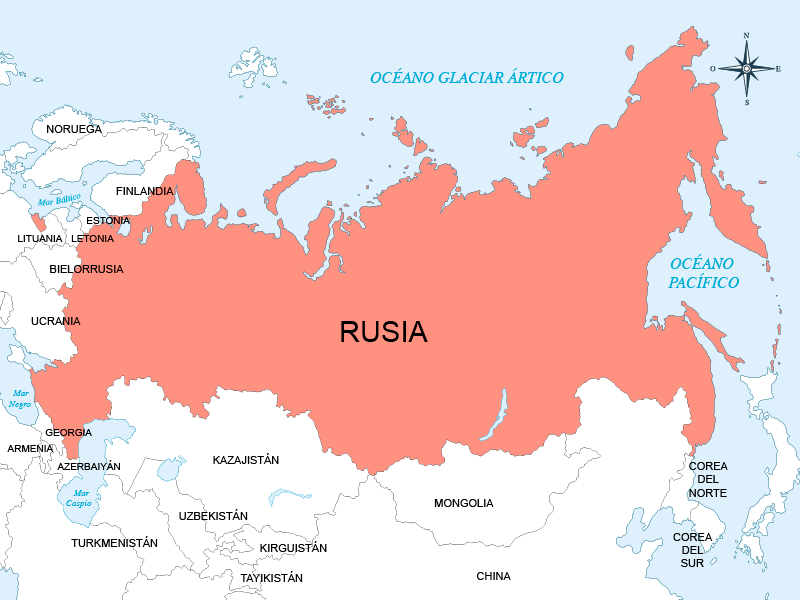 N
O
E
S
OCÉANO GLACIAR ÁRTICO
NORUEGA
FINLANDIA
Mar Báltico
ESTONIA
LITUANIA
LETONIA
BIELORRUSIA
OCÉANO
PACÍFICO
UCRANIA
RUSIA
Mar
Negro
GEORGIA
ARMENIA
AZERBAIYÁN
KAZAJISTÁN
Mar
Caspio
COREA
DEL
NORTE
MONGOLIA
UZBEKISTÁN
TURKMENISTÁN
KIRGUISTÁN
COREA
DEL
SUR
TAYIKISTÁN
CHINA